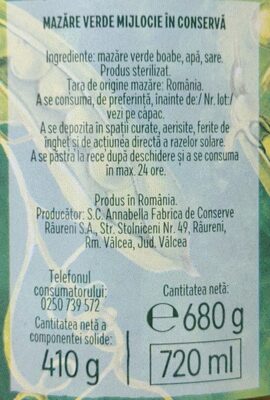 MAZĂRE VERDE MIJLOCIE ÎN CONSERVĂ
Ingrediente: mazăre verde boabe, apă, sare.
Produs sterilizat.
Țara de origine mazăre: România.
A se consuma, de preferință, înainte de:/ Nr. lot:/
vezi pe capac.
A se depozita în spații curate, aerisite, ferite de
îngheț și de acțiunea directă a razelor solare.
A se păstra la rece după deschidere și a se consuma
în max. 24 ore.
Produs în România.
Producător: S.C. Annabella Fabrica de Conserve
Râureni S.A., Str. Stolniceni Nr. 49, Râureni,
Rm. Vâlcea, Jud. Vâlcea
Telefonul
consumatorului:
0250 739 572
Cantitatea netă a
componentei solide:
410 g
Cantitatea netă:
℮ 680 g
720 ml